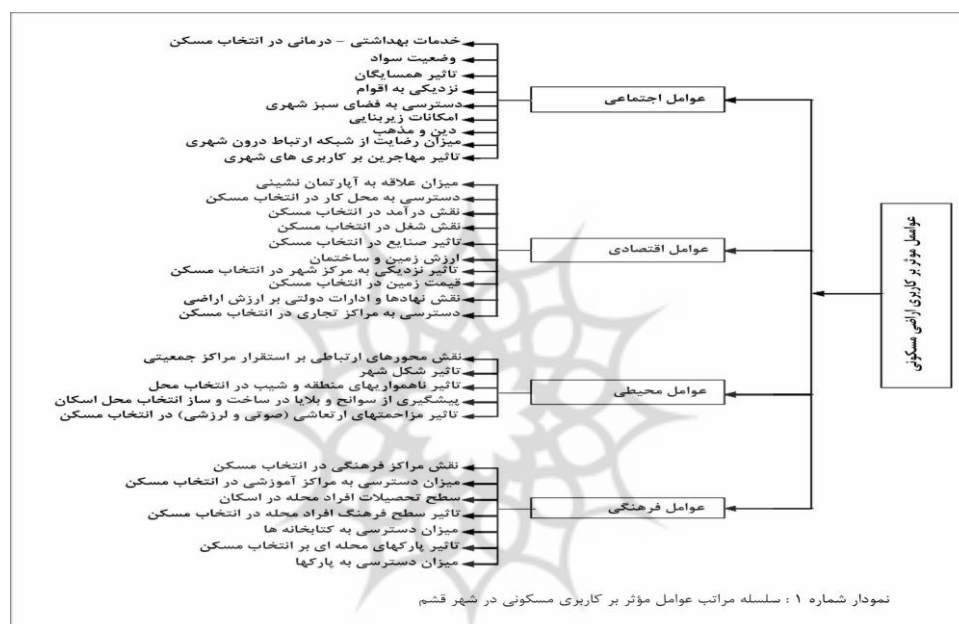 عواممل موثر بر کاربری اراضی مسکونی
عوامل اجتماعی
خدمات بهداشتی - درمانی در انتخاب مسکن
وضعیت سواد
تاثیر همسایگان
نزدیکی به اقوام
دسترسی به فضای سبز شهری
امکانات زیربنایی
دین و مذهب
میزان رضایت از شبکه ارتباط درون شهری
تاثیر مهاجرین بر کاربری های شهری
عوامل اقتصادی
میزان علاقه به آپارتمان نشینی
دسترسی به محل کار در انتخاب مسکن
نقش درآمد در انتخاب مسکن
نقش شغل در انتخاب مسکن
تاثیر صنایع در انتخاب مسکن
ارزش زمین و ساختمان
تاثیر نزدیکی به مرکز شهر در انتخاب مسکن
قیمت زمین در انتخاب مسکن
نقش نهادها و ادارات دولتی بر ارزش اراضی
دسترسی به مراکز تجاری در انتخاب مسکن
عوامل محیطی
نقش محورهای ارتباطی بر استقرار مراکز جمعیتی
تاثیر شکل شهر
تاثیر ناهمواریهای منطقه و شیب در انتخاب محل
پیشگیری از سوانح و بلایا در ساخت و ساز انتخاب محل اسکان
تاثیر مزاحمتهای ارتعاشی (صوتی و لرزشی) در انتخاب مسکن
عوامل فرهنگی
نقش مراکز فرهنگی در انتخاب مسکن
میزان دسترسی به مراکز آموزشی در انتخاب مسکن
سطح تحصیلات افراد محله در اسکان
تاثیر سطح فرهنگ افراد محله در انتخاب مسکن
میزان دسترسی به کتابخانه ها
تاثیر پارکهای محله ای بر انتخاب مسکن
میزان دسترسی به پارکها
نمودار شماره ۱ : سلسله مراتب عوامل مؤثر بر کاربری مسکونی در شهر قشم